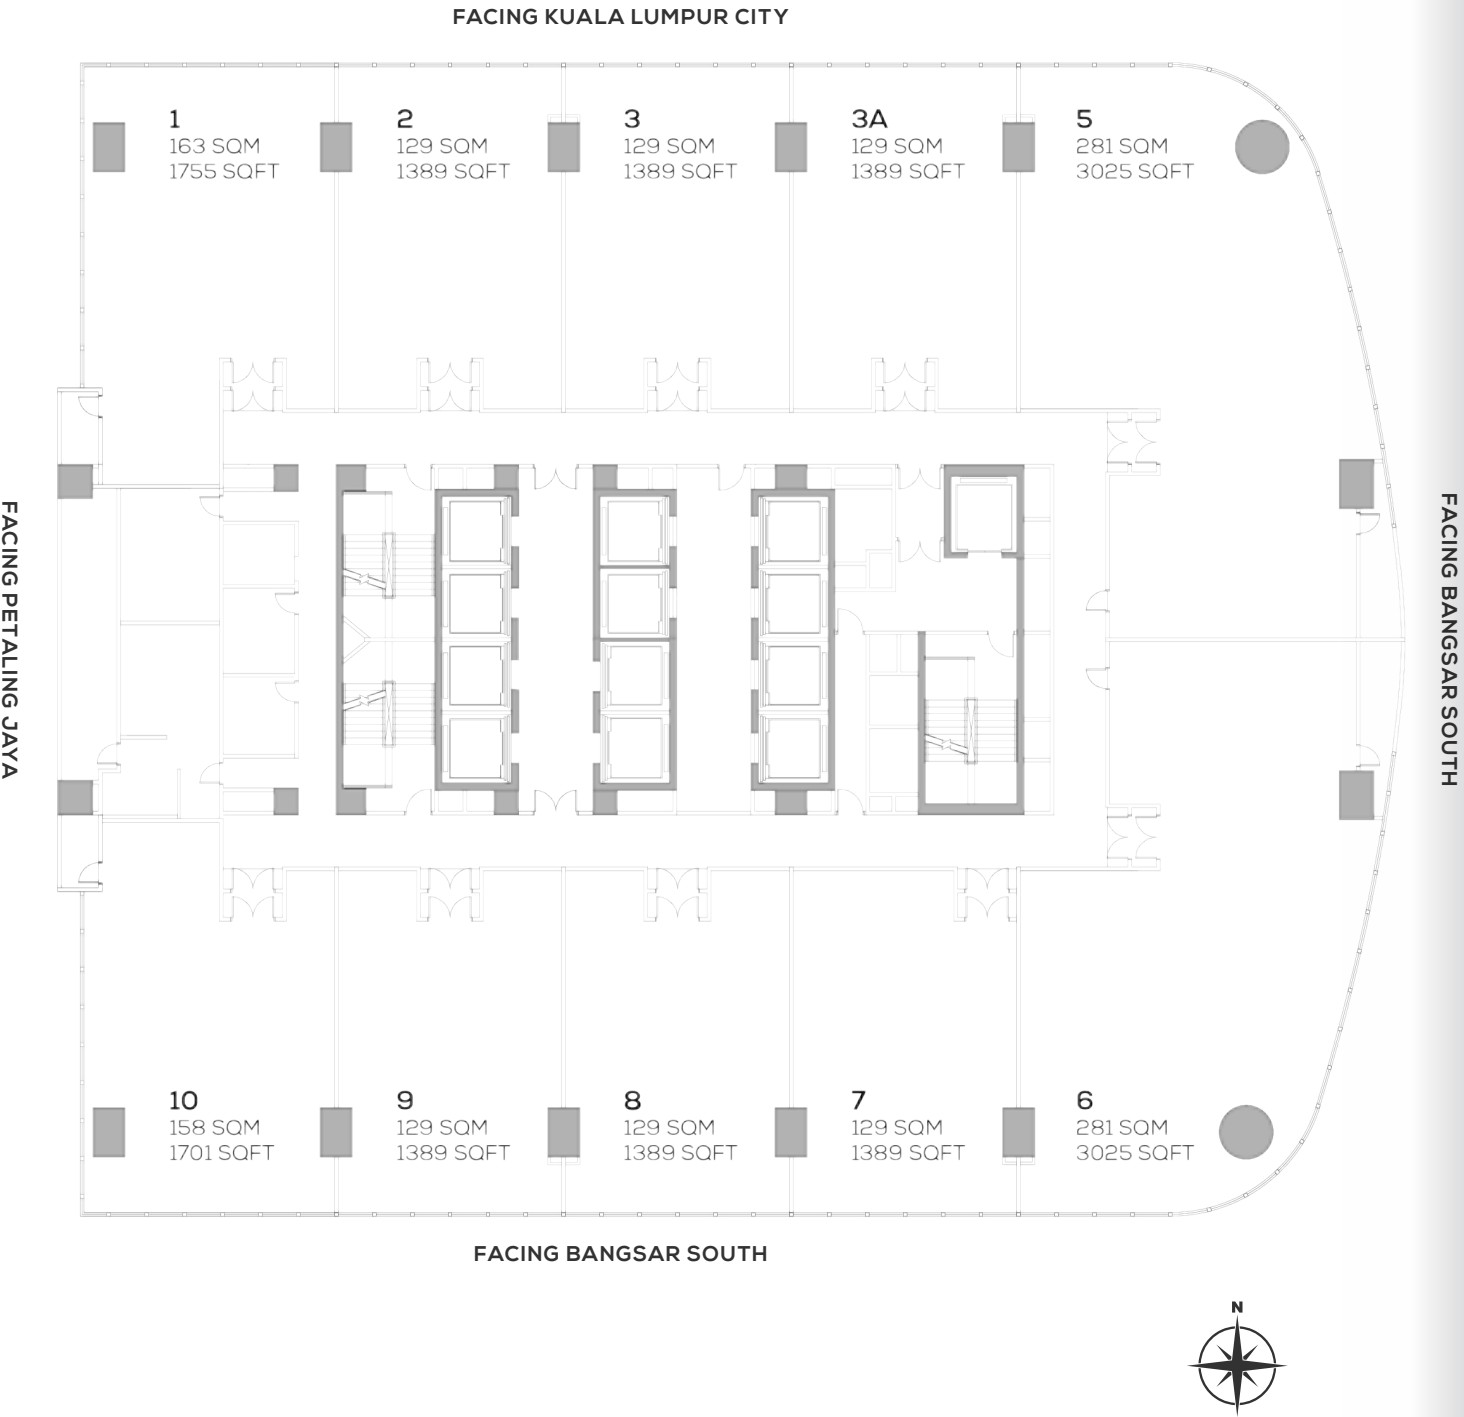 FACING KUALA LUMPUR CITY
1
163 SQM
1755 SQFT
2
129 SQM
1389 SQFT
3
129 SQM
1389 SQFT
3A
129 SQM
1389 SQFT
5
281 SQM
3025 SQFT
FACING PETALING JAYA
FACING BANGSAR SOUTH
10
158 SQM
1701 SQFT
9
129 SQM
1389 SQFT
8
129 SQM
1389 SQFT
7
129 SQM
1389 SQFT
6
281 SQM
3025 SQFT
FACING BANGSAR SOUTH
N